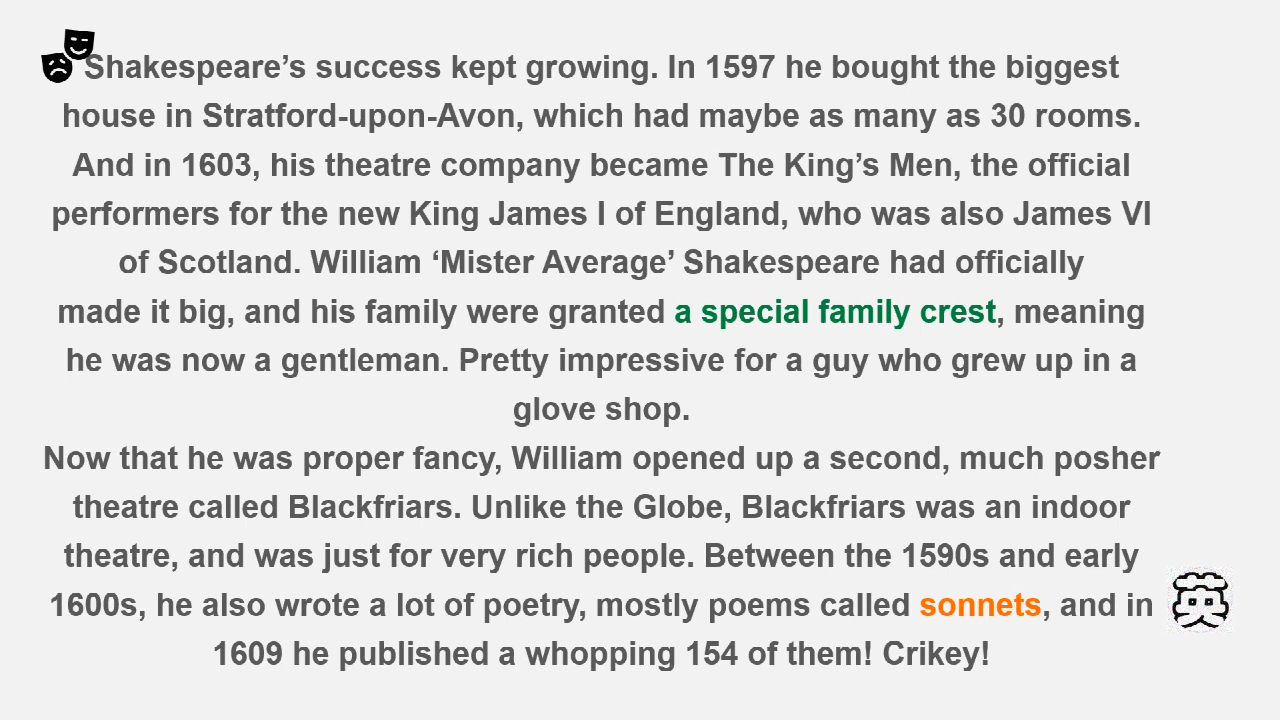 Shakespeare’s success kept growing. In 1597 he bought the biggest
house in Stratford-upon-Avon, which had maybe as many as 30 rooms.
And in 1603, his theatre company became The King’s Men, the official
performers for the new King James I of England, who was also James VI
of Scotland. William ‘Mister Average’ Shakespeare had officially
made it big, and his family were granted a special family crest, meaning
he was now a gentleman. Pretty impressive for a guy who grew up in a
glove shop.
Now that he was proper fancy, William opened up a second, much posher
theatre called Blackfriars. Unlike the Globe, Blackfriars was an indoor
theatre, and was just for very rich people. Between the 1590s and early
1600s, he also wrote a lot of poetry, mostly poems called sonnets, and in
1609 he published a whopping 154 of them! Crikey!
英